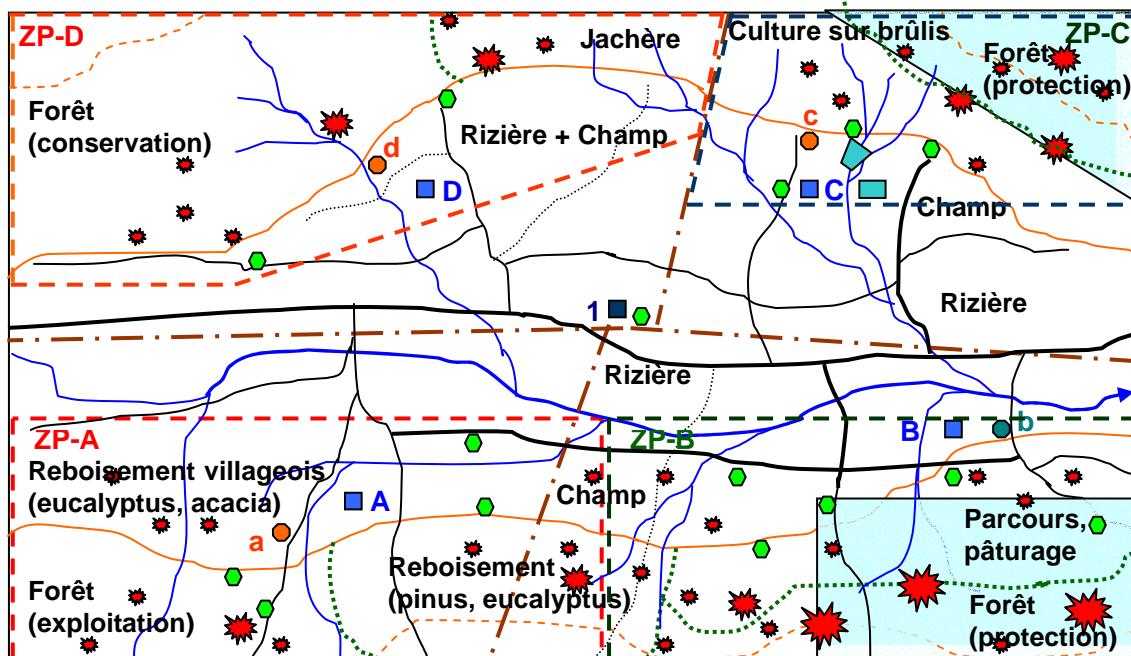 ZP-D
Jachère
Culture sur brûlis
ZP-C
Forêt
(protection)
Forêt
(conservation)
Rizière + Champ
c
d
D
C
Champ
Rizière
1
Rizière
ZP-A
ZP-B
B
b
Reboisement villageois
(eucalyptus, acacia)
A
Champ
a
Parcours,
pâturage
Reboisement
(pinus, eucalyptus)
Forêt
(exploitation)
Forêt
(protection)